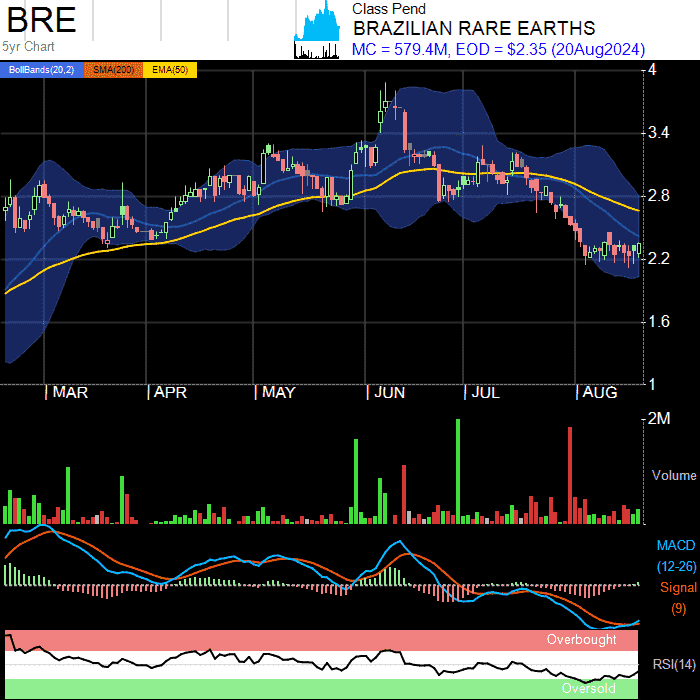 BRE
5yr Chart
Class Pend
BRAZILIAN RARE EARTHS
MC = 579.4M, EOD = $2.35 (20Aug2024)
BollBands(20,2) SMA(200) EMA(50)
4
3.4
2.8
2.2
1.6
1
MAR APR MAY JUN JUL AUG
2M
Volume
MACD
(12-26)
Signal
(9)
Overbought
RSI(14)
Oversold